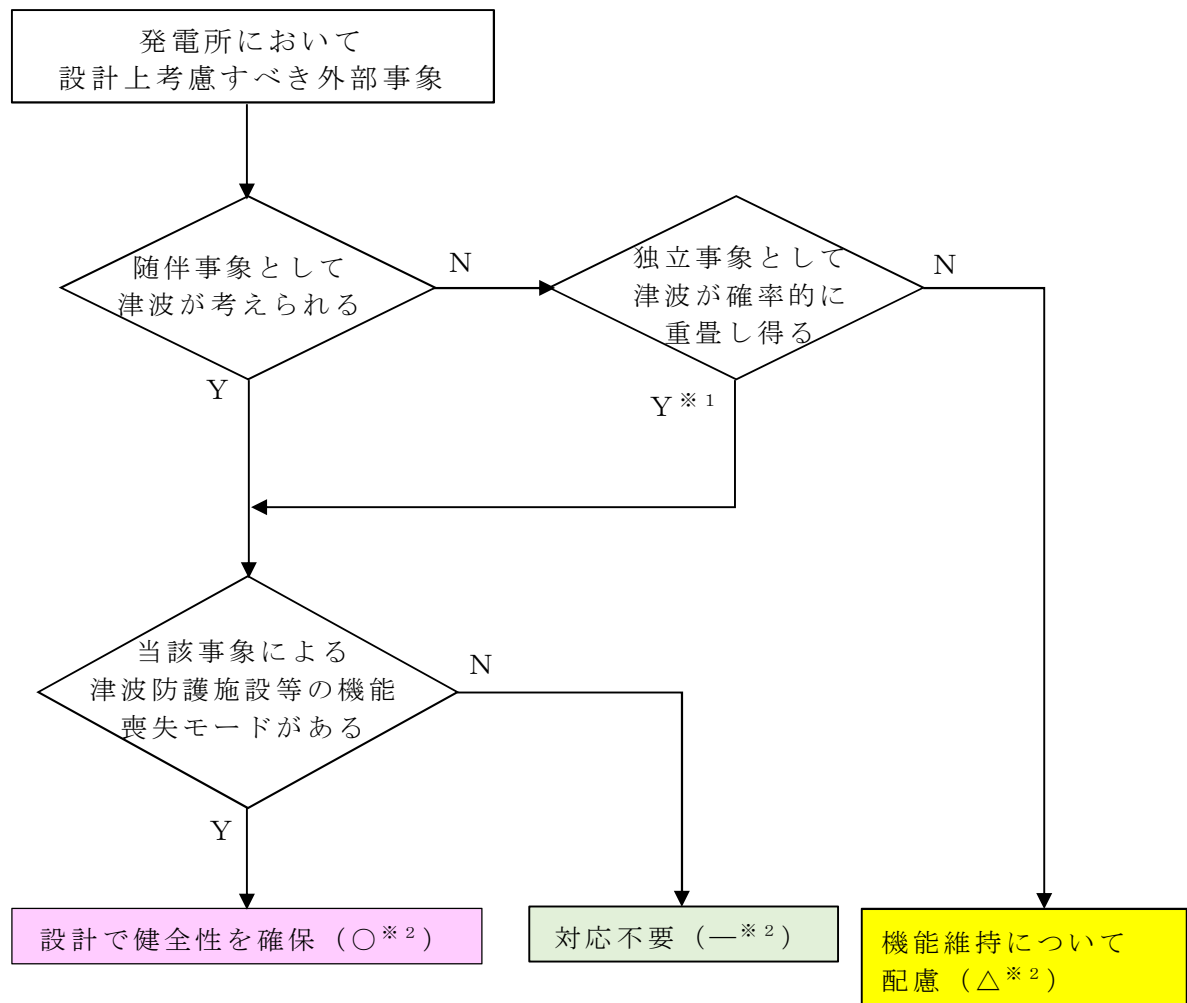 発電所において
設計上考慮すべき外部事象
随伴事象として
津波が考えられる
N
独立事象として
津波が確率的に
重畳し得る
N
Y
Y※1
当該事象による
津波防護施設等の機能
喪失モードがある
N
Y
設計で健全性を確保（○※2）
対応不要（―※2）
機能維持について
配慮（△※2）